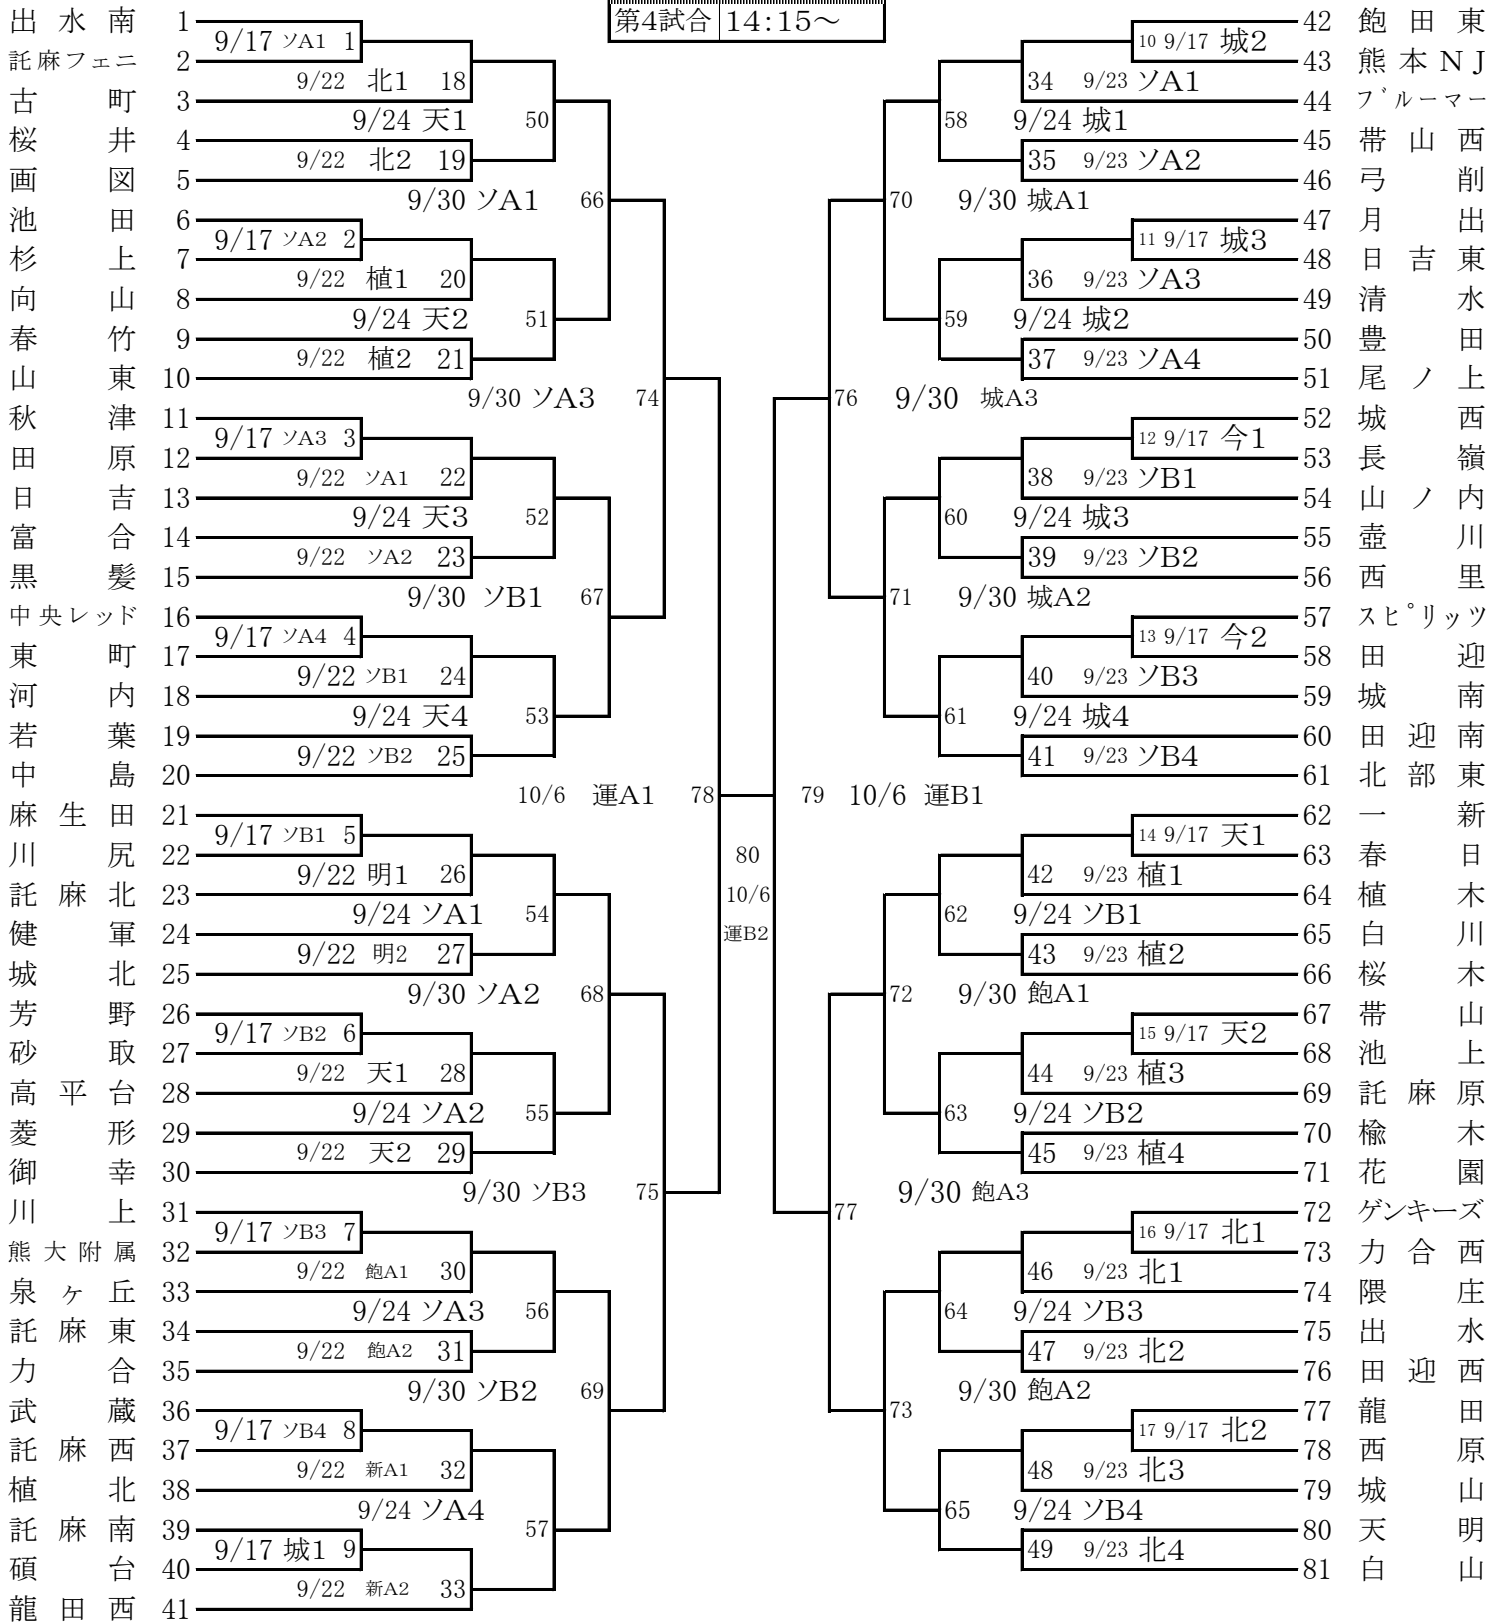 第4試合 14:15～
出水南 1
9/17 ソA1 1
託麻フェニ 2
9/22 北1 18
古町 3
9/24 天1 50
桜井 4
9/22 北2 19
画図 5
9/30 ソA1 66
池田 6
9/17 ソA2 2
杉上 7
9/22 植1 20
向山 8
9/24 天2 51
春竹 9
9/22 植2 21
山東 10
9/30 ソA3 74
秋津 11
9/17 ソA3 3
田原 12
9/22 ソA1 22
日吉 13
9/24 天3 52
富合 14
9/22 ソA2 23
黒髪 15
9/30 ソB1 67
中央レッド 16
9/17 ソA4 4
東町 17
9/22 ソB1 24
河内 18
9/24 天4 53
若葉 19
9/22 ソB2 25
中島 20
10/6 運A1 78
麻生田 21
9/17 ソB1 5
川尻 22
9/22 明1 26
託麻北 23
9/24 ソA1 54
健軍 24
9/22 明2 27
城北 25
9/30 ソA2 68
芳野 26
9/17 ソB2 6
砂取 27
9/22 天1 28
高平台 28
9/24 ソA2 55
菱形 29
9/22 天2 29
御幸 30
9/30 ソB3 75
川上 31
9/17 ソB3 7
熊大附属 32
9/22 飽A1 30
泉ヶ丘 33
9/24 ソA3 56
託麻東 34
9/22 飽A2 31
力合 35
9/30 ソB2 69
武蔵 36
9/17 ソB4 8
託麻西 37
9/22 新A1 32
植北 38
9/24 ソA4 57
託麻南 39
9/17 城1 9
碩台 40
9/22 新A2 33
龍田西 41
80
10/6
運B2
42 飽田東
10 9/17 城2
43 熊本NJ
34 9/23 ソA1
44 ブルーマー
58 9/24 城1
45 帯山西
35 9/23 ソA2
46 弓削
70 9/30 城A1
47 月出
11 9/17 城3
48 日吉東
36 9/23 ソA3
49 清水
59 9/24 城2
50 豊田
37 9/23 ソA4
51 尾ノ上
76 9/30 城A3
52 城西
12 9/17 今1
53 長嶺
38 9/23 ソB1
54 山ノ内
60 9/24 城3
55 壺川
39 9/23 ソB2
56 西里
71 9/30 城A2
57 スピリッツ
13 9/17 今2
58 田迎
40 9/23 ソB3
59 城南
61 9/24 城4
60 田迎南
41 9/23 ソB4
61 北部東
79 10/6 運B1
62 一新
14 9/17 天1
63 春日
42 9/23 植1
64 植木
62 9/24 ソB1
65 白川
43 9/23 植2
66 桜木
72 9/30 飽A1
67 帯山
15 9/17 天2
68 池上
44 9/23 植3
69 託麻原
63 9/24 ソB2
70 楡木
45 9/23 植4
71 花園
77 9/30 飽A3
72 ゲンキーズ
16 9/17 北1
73 力合西
46 9/23 北1
74 隈庄
64 9/24 ソB3
75 出水
47 9/23 北2
76 田迎西
73 9/30 飽A2
77 龍田
17 9/17 北2
78 西原
48 9/23 北3
79 城山
65 9/24 ソB4
80 天明
49 9/23 北4
81 白山